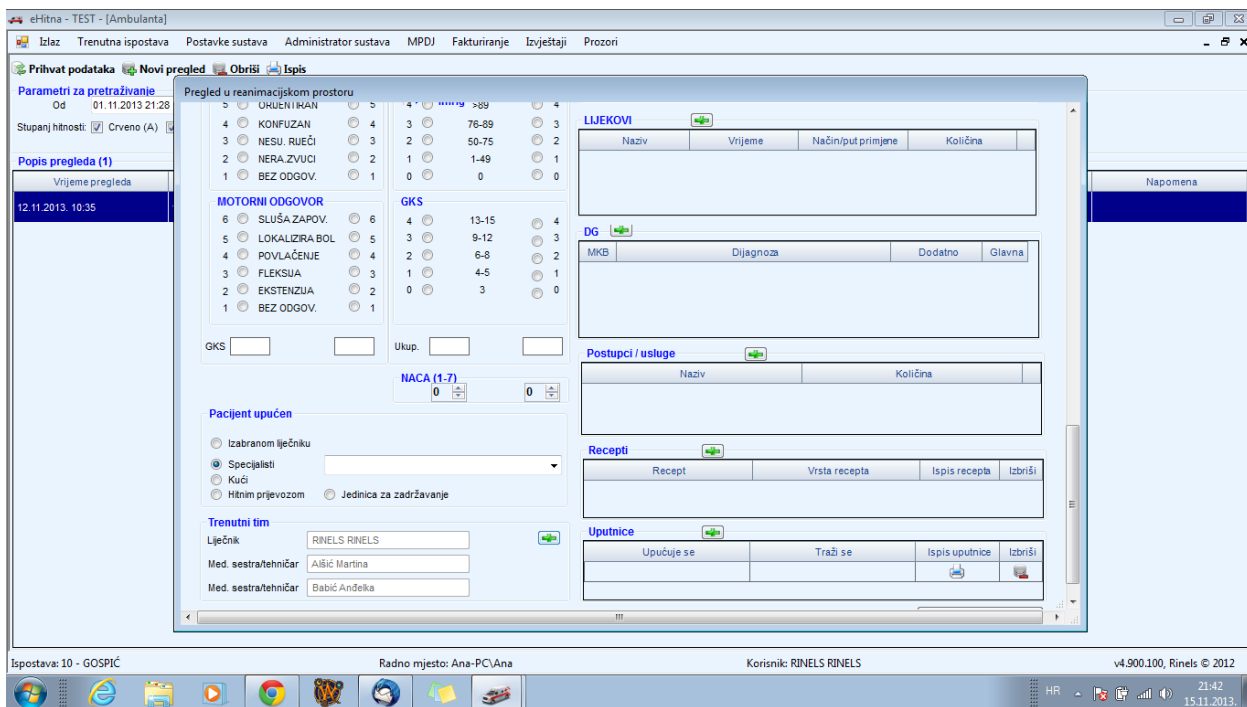 eHitna - TEST - [Ambulanta]
Izlaz Trenutna ispostava Postavke sustava Administrator sustava MPDJ Fakturiranje Izvještaji Prozori
Prihvat podataka Novi pregled Obriši Ispis
Parametri za pretraživanje
Od 01.11.2013 21:28
Stupanj hitnosti: Crveno (A)
Popis pregleda (1)
Vrijeme pregleda
Napomena
12.11.2013. 10:35
Pregled u reanimacijskom prostoru
5 ORIJENTIRAN 5
4 KONFUZAN 4
3 NESU. RIJEČI 3
2 NERA.ZVUCI 2
1 BEZ ODGOV. 1
4 >89 4
3 76-89 3
2 50-75 2
1 1-49 1
0 0 0
MOTORNI ODGOVOR
6 SLUŠA ZAPOV. 6
5 LOKALIZIRA BOL 5
4 POVLAČENJE 4
3 FLEKSIJA 3
2 EKSTENZIJA 2
1 BEZ ODGOV. 1
GKS
4 13-15 4
3 9-12 3
2 6-8 2
1 4-5 1
0 3 0
GKS
Ukup.
NACA (1-7)
0 0
Pacijent upućen
Izabranom liječniku
Specijalisti
Kući
Hitnim prijevozom Jedinica za zadržavanje
Trenutni tim
Liječnik RINELS RINELS
Med. sestra/tehničar Alšić Martina
Med. sestra/tehničar Babić Anđelka
LIJEKOVI
Naziv Vrijeme Način/put primjene Količina
DG
MKB Dijagnoza Dodatno Glavna
Postupci / usluge
Naziv Količina
Recepti
Recept Vrsta recepta Ispis recepta Izbriši
Uputnice
Upućuje se Traži se Ispis uputnice Izbriši
Ispostava: 10 - GOSPIĆ Radno mjesto: Ana-PC\Ana Korisnik: RINELS RINELS v4.900.100, Rinels © 2012
HR 21:42
15.11.2013.